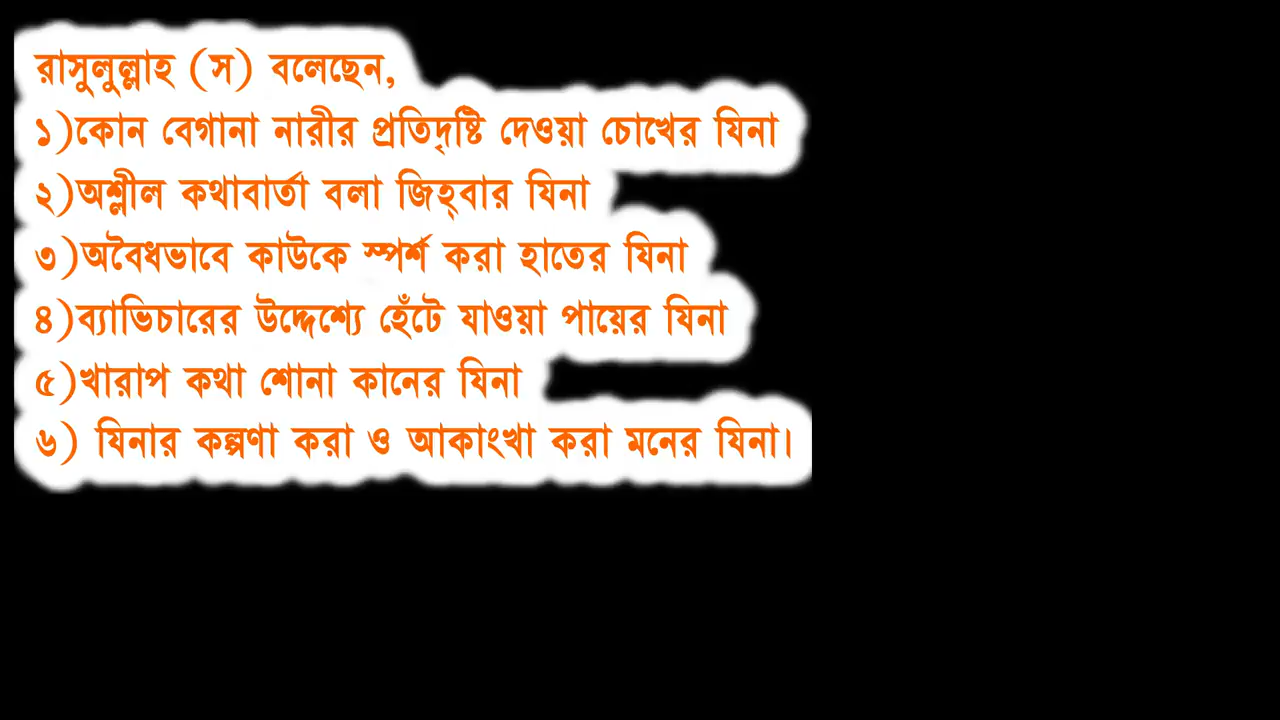 রাসুলুল্লাহ (স) বলেছেন,
১)কোন বেগানা নারীর প্রতিদৃষ্টি দেওয়া চোখের যিনা
২)অশ্লীল কথাবার্তা বলা জিহ্বার যিনা
৩)অবৈধভাবে কাউকে স্পর্শ করা হাতের যিনা
৪)ব্যাভিচারের উদ্দেশ্যে হেঁটে যাওয়া পায়ের যিনা
৫)খারাপ কথা শোনা কানের যিনা
৬) যিনার কল্পণা করা ও আকাংখা করা মনের যিনা।